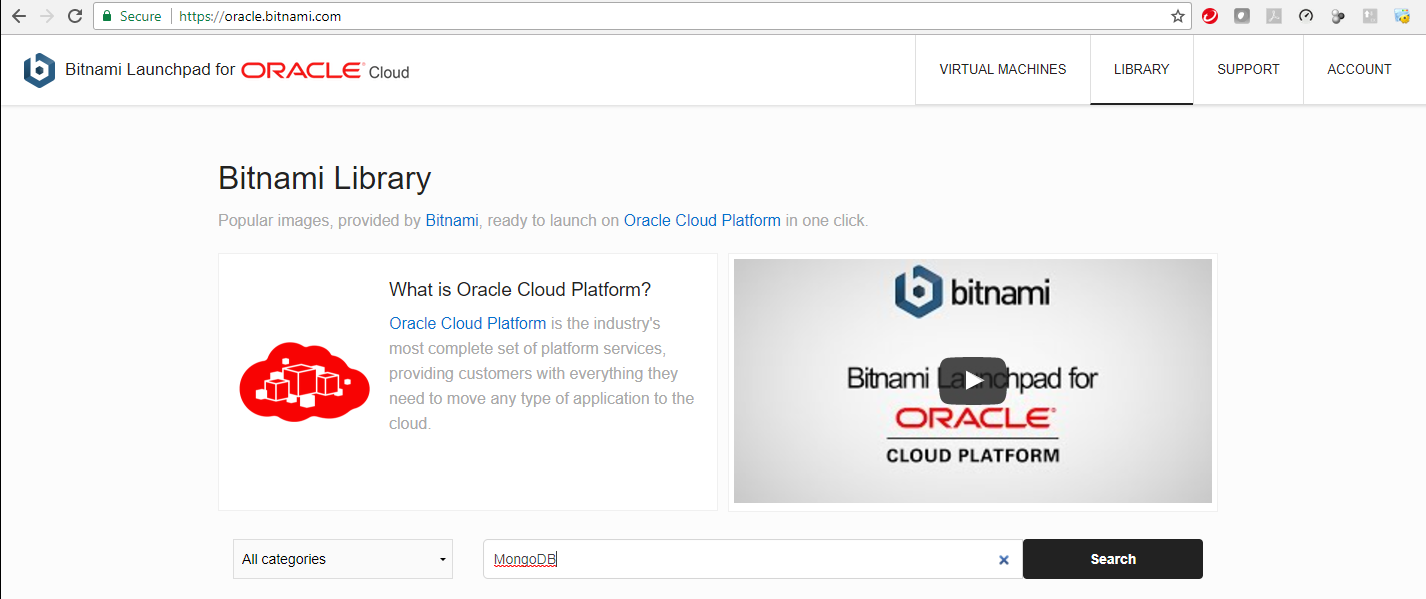 Secure https://oracle.bitnami.com
Bitnami Launchpad for ORACLE Cloud
VIRTUAL MACHINES
LIBRARY
SUPPORT
ACCOUNT
Bitnami Library
Popular images, provided by Bitnami, ready to launch on Oracle Cloud Platform in one click.
What is Oracle Cloud Platform?
Oracle Cloud Platform is the industry's
most complete set of platform services,
providing customers with everything they
need to move any type of application to the
cloud.
bitnami
Bitnami Launchpad for
ORACLE
CLOUD PLATFORM
All categories
MongoDB
Search